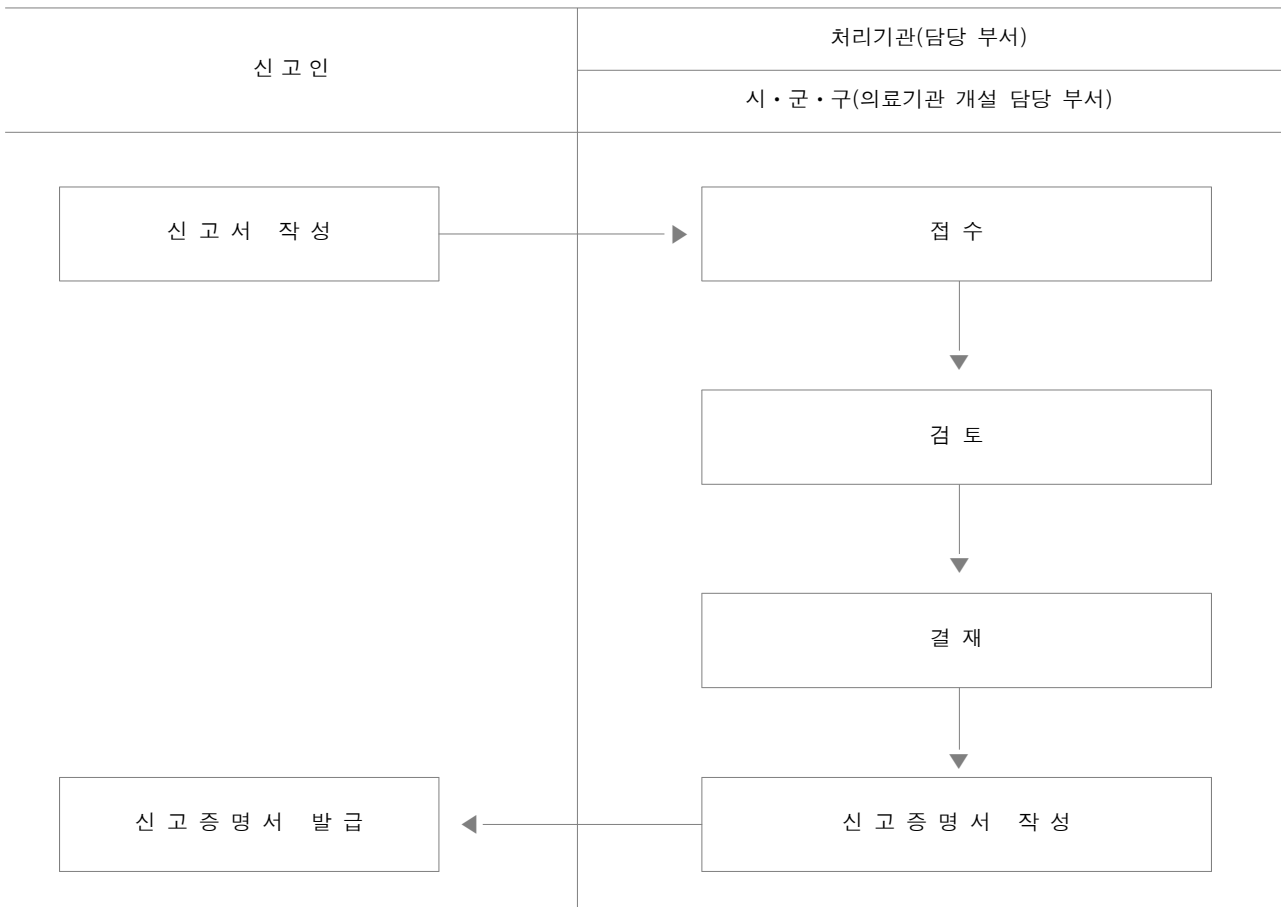 신고인
처리기관(담당 부서)
시・군・구(의료기관 개설 담당 부서)
신고서 작성
접수
검토
결재
신고증명서 발급
신고증명서 작성